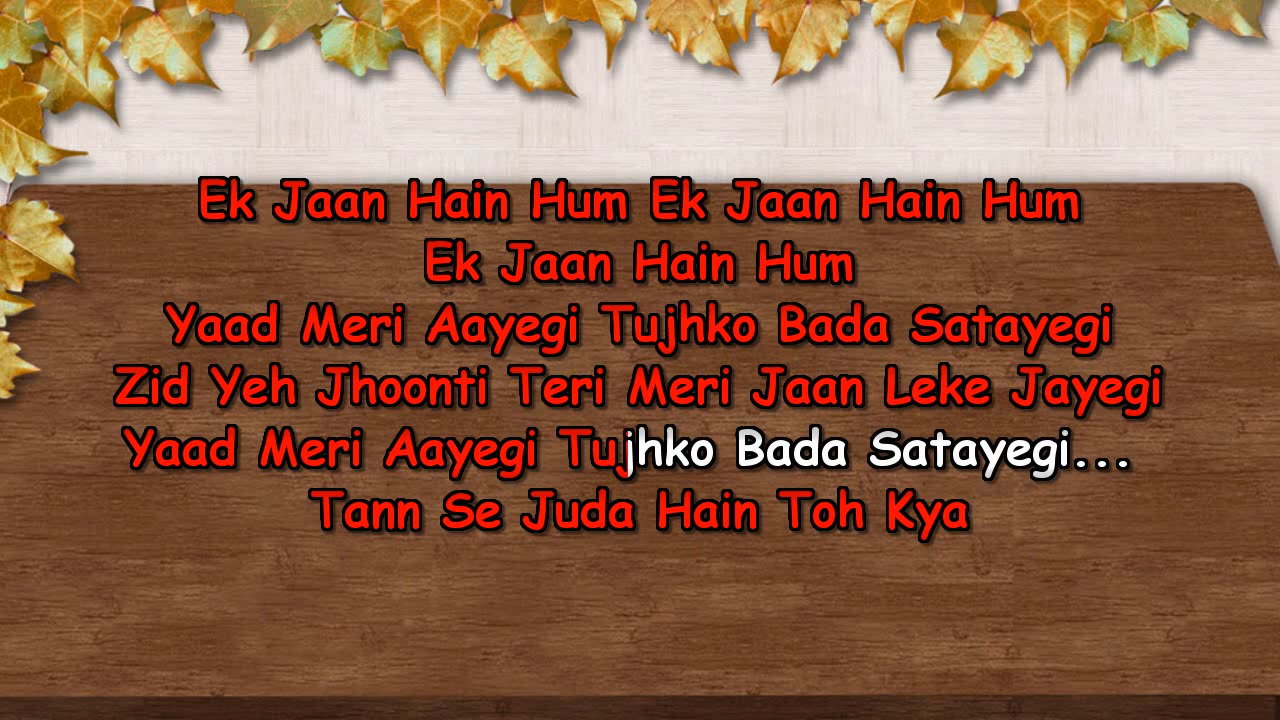 Ek Jaan Hain Hum Ek Jaan Hain Hum
Ek Jaan Hain Hum
Yaad Meri Aayegi Tujhko Bada Satayegi
Zid Yeh Jhoonti Teri Meri Jaan Leke Jayegi
Yaad Meri Aayegi Tujhko Bada Satayegi...
Tann Se Juda Hain Toh Kya